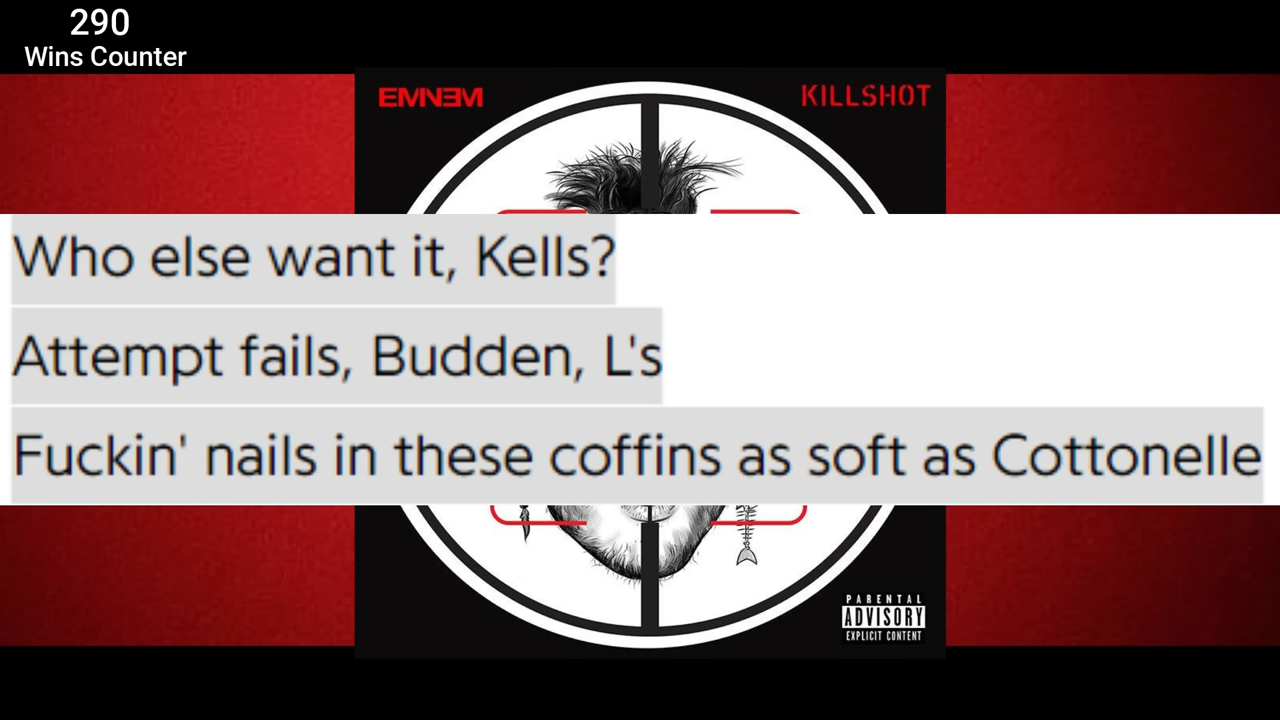 290
Wins Counter
EMINEM
KILLSHOT
Who else want it, Kells?
Attempt fails, Budden, L's
Fuckin' nails in these coffins as soft as Cottonelle
PARENTAL
ADVISORY
EXPLICIT CONTENT